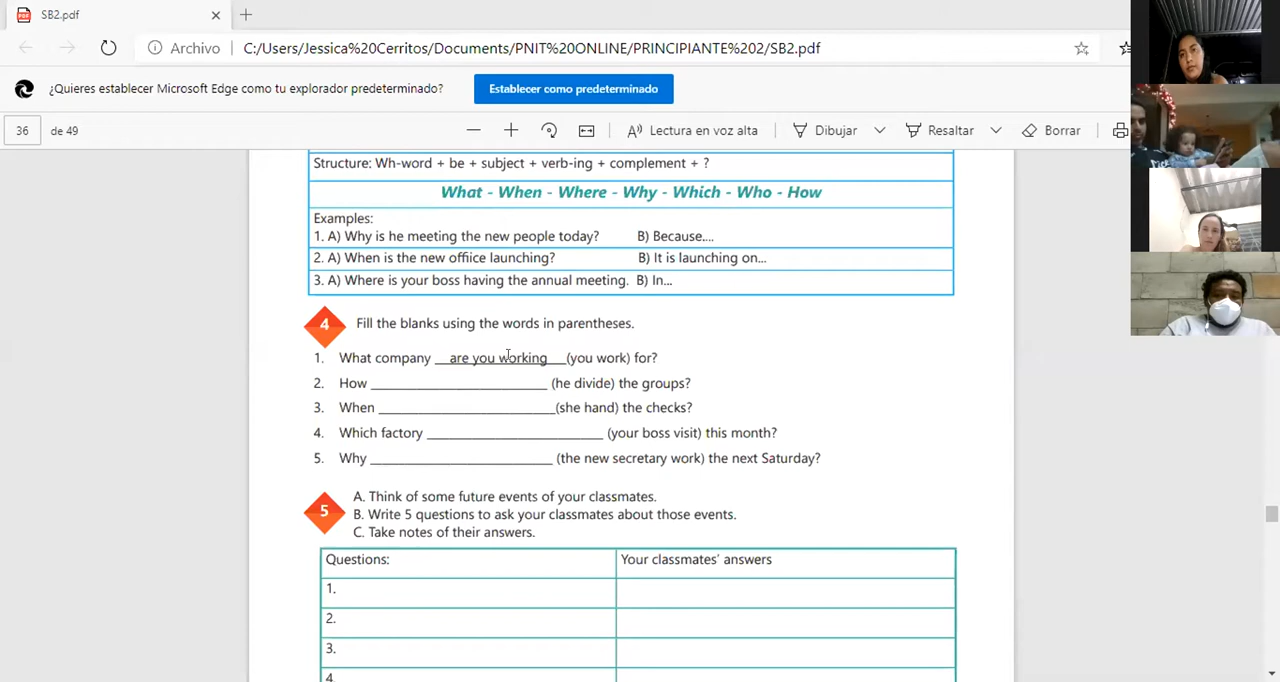 SB2.pdf
Archivo C:/Users/Jessica%20Cerritos/Documents/PNIT%20ONLINE/PRINCIPIANTE%202/SB2.pdf
¿Quieres establecer Microsoft Edge como tu explorador predeterminado? Establecer como predeterminado
36 de 49 Lectura en voz alta Dibujar Resaltar Borrar
Structure: Wh-word + be + subject + verb-ing + complement + ?
What - When - Where - Why - Which - Who - How
Examples:
1. A) Why is he meeting the new people today? B) Because....
2. A) When is the new office launching? B) It is launching on...
3. A) Where is your boss having the annual meeting. B) In...
4 Fill the blanks using the words in parentheses.
1. What company __are you working__(you work) for?
2. How ____________________ (he divide) the groups?
3. When ____________________(she hand) the checks?
4. Which factory ____________________ (your boss visit) this month?
5. Why ____________________ (the new secretary work) the next Saturday?
5 A. Think of some future events of your classmates.
B. Write 5 questions to ask your classmates about those events.
C. Take notes of their answers.
Questions: Your classmates' answers
1.
2.
3.
4.